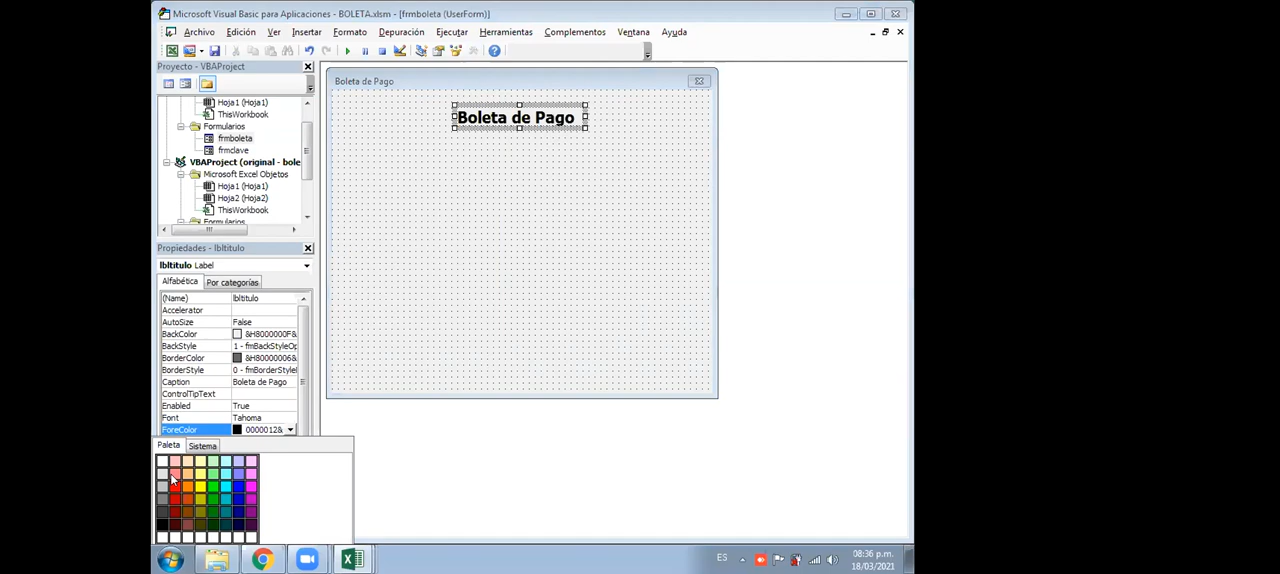 Microsoft Visual Basic para Aplicaciones - BOLETA.xlsm - [frmboleta (UserForm)]
Archivo Edición Ver Insertar Formato Depuración Ejecutar Herramientas Complementos Ventana Ayuda
Proyecto - VBAProject
Hoja1 (Hoja1)
ThisWorkbook
Formularios
frmboleta
frmclave
VBAProject (original - bole
Microsoft Excel Objetos
Hoja1 (Hoja1)
Hoja2 (Hoja2)
ThisWorkbook
Formularios
Propiedades - lbltitulo
lbltitulo Label
Alfabética Por categorías
(Name) lbltitulo
Accelerator
AutoSize False
BackColor &H8000000F&
BackStyle 1 - fmBackStyleOp
BorderColor &H80000006&
BorderStyle 0 - fmBorderStyle
Caption Boleta de Pago
ControlTipText
Enabled True
Font Tahoma
ForeColor 0000012&
Paleta Sistema
Boleta de Pago
Boleta de Pago
ES
08:36 p.m.
18/03/2021